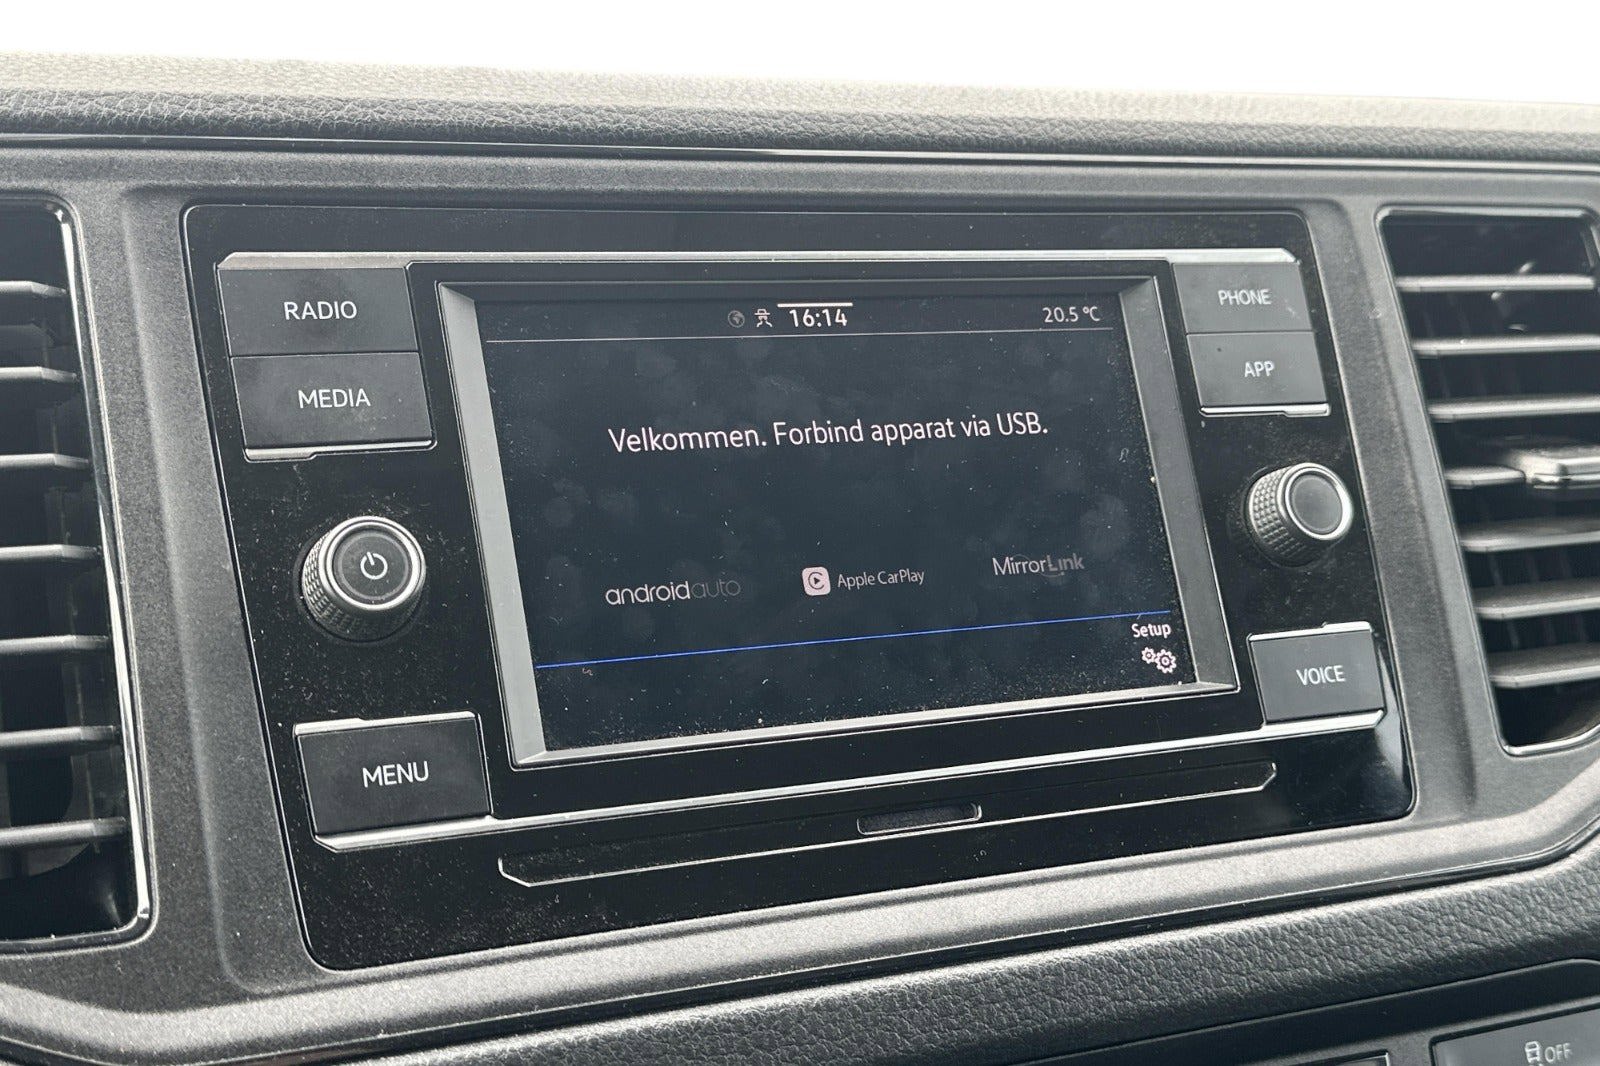 RADIO
MEDIA
MENU
16:14
20.5 °C
Velkommen. Forbind apparat via USB.
androidauto
Apple CarPlay
MirrorLink
Setup
PHONE
APP
VOICE
OFF